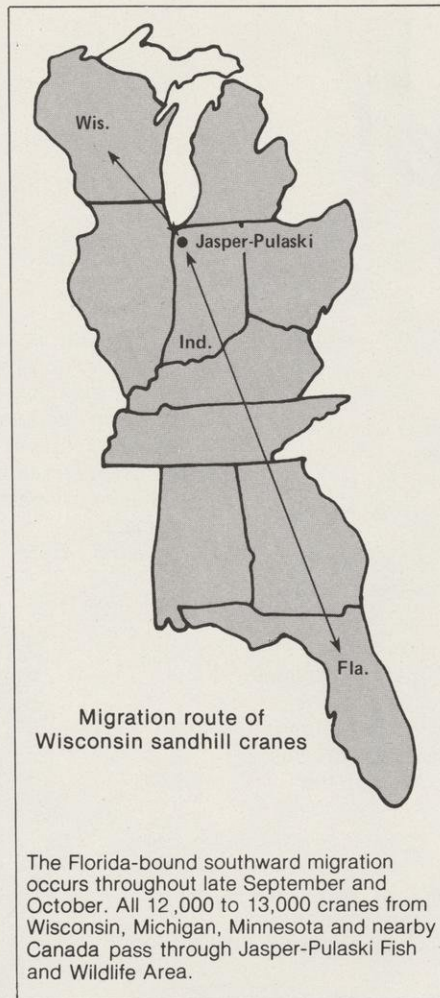 Wis.
Jasper-Pulaski
Ind.
Fla.
Migration route of
Wisconsin sandhill cranes
The Florida-bound southward migration
occurs throughout late September and
October. All 12,000 to 13,000 cranes from
Wisconsin, Michigan, Minnesota and nearby
Canada pass through Jasper-Pulaski Fish
and Wildlife Area.